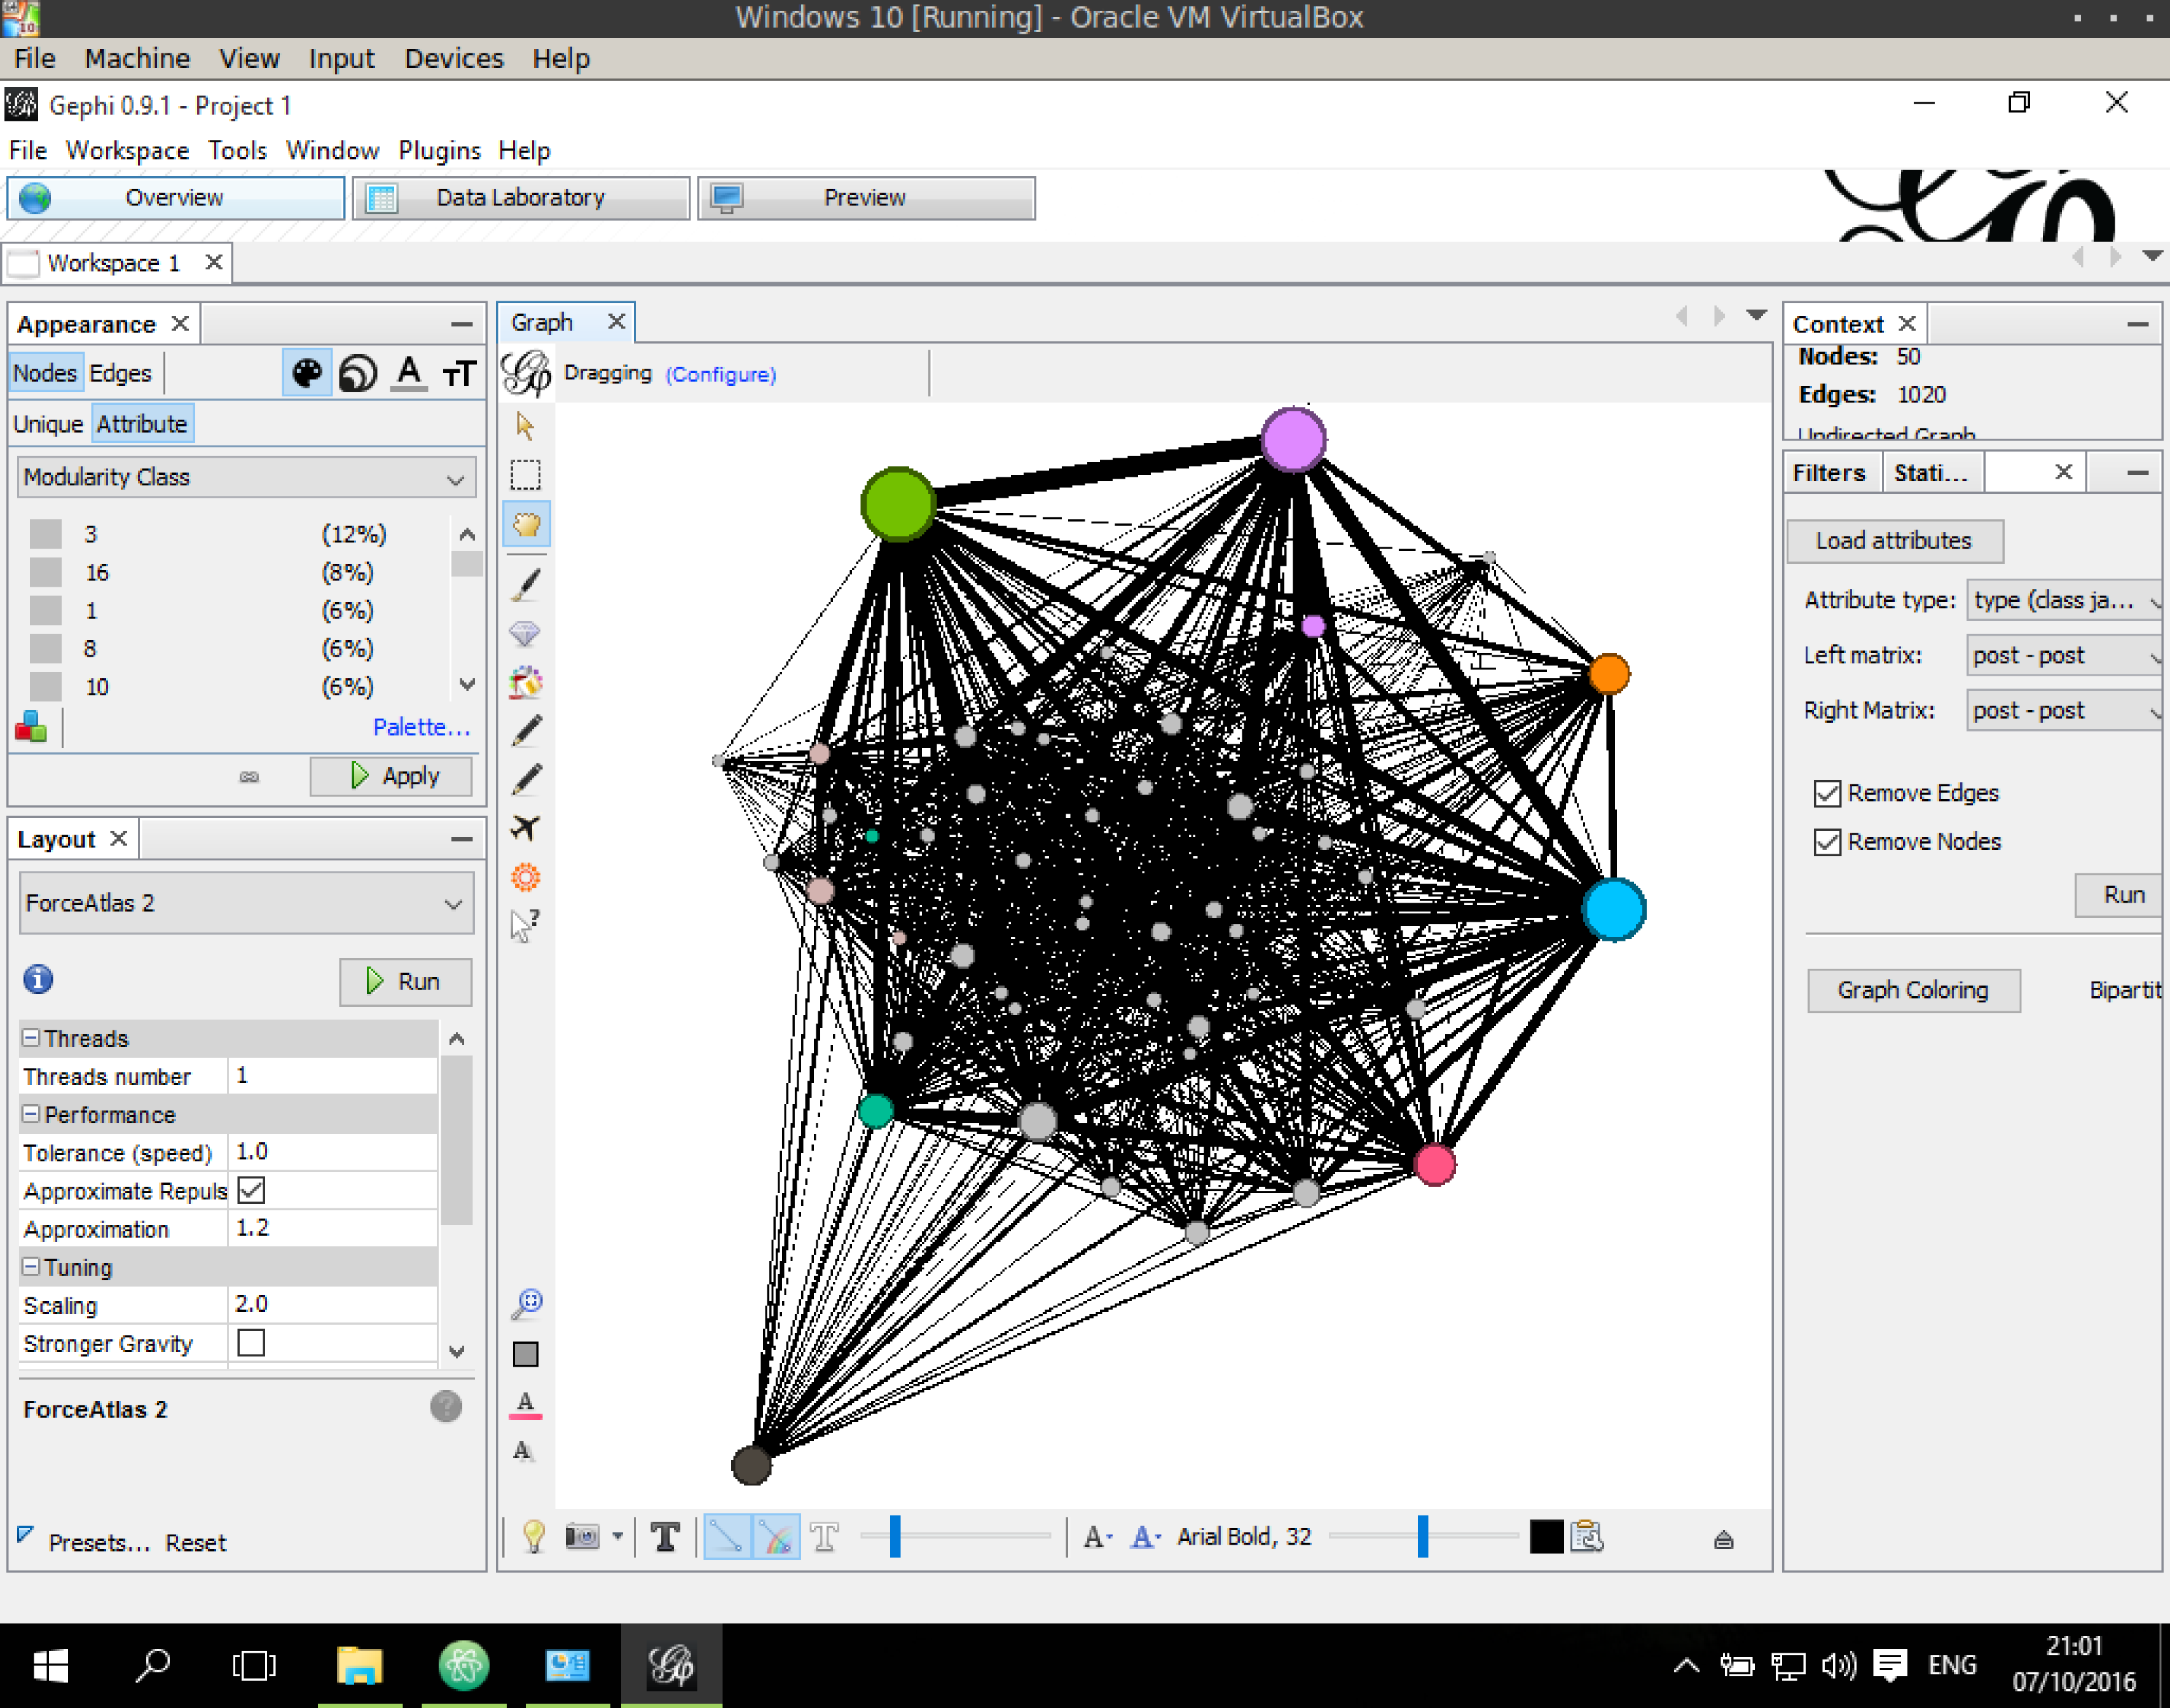 Windows 10 [Running] - Oracle VM VirtualBox
File Machine View Input Devices Help
Gephi 0.9.1 - Project 1
File Workspace Tools Window Plugins Help
Overview Data Laboratory Preview
Workspace 1
Appearance
Nodes Edges
Unique Attribute
Modularity Class
3 (12%)
16 (8%)
1 (6%)
8 (6%)
10 (6%)
Palette...
Apply
Layout
ForceAtlas 2
Run
Threads
Threads number 1
Performance
Tolerance (speed) 1.0
Approximate Repuls
Approximation 1.2
Tuning
Scaling 2.0
Stronger Gravity
ForceAtlas 2
Presets... Reset
Graph
Dragging (Configure)
Arial Bold, 32
Context
Nodes: 50
Edges: 1020
Undirected Graph
Filters Stati...
Load attributes
Attribute type: type (class ja...
Left matrix: post - post
Right Matrix: post - post
Remove Edges
Remove Nodes
Run
Graph Coloring Bipartit
ENG
21:01
07/10/2016